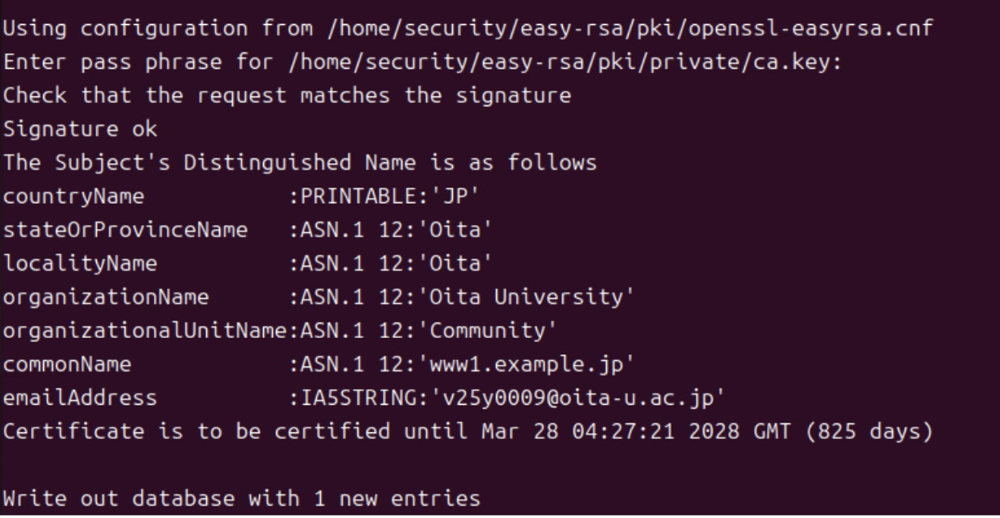 Using configuration from /home/security/easy-rsa/pki/openssl-easyrsa.cnf
Enter pass phrase for /home/security/easy-rsa/pki/private/ca.key:
Check that the request matches the signature
Signature ok
The Subject's Distinguished Name is as follows
countryName           :PRINTABLE:'JP'
stateOrProvinceName   :ASN.1 12:'Oita'
localityName          :ASN.1 12:'Oita'
organizationName      :ASN.1 12:'Oita University'
organizationalUnitName:ASN.1 12:'Community'
commonName            :ASN.1 12:'www1.example.jp'
emailAddress          :IA5STRING:'v25y0009@oita-u.ac.jp'
Certificate is to be certified until Mar 28 04:27:21 2028 GMT (825 days)

Write out database with 1 new entries